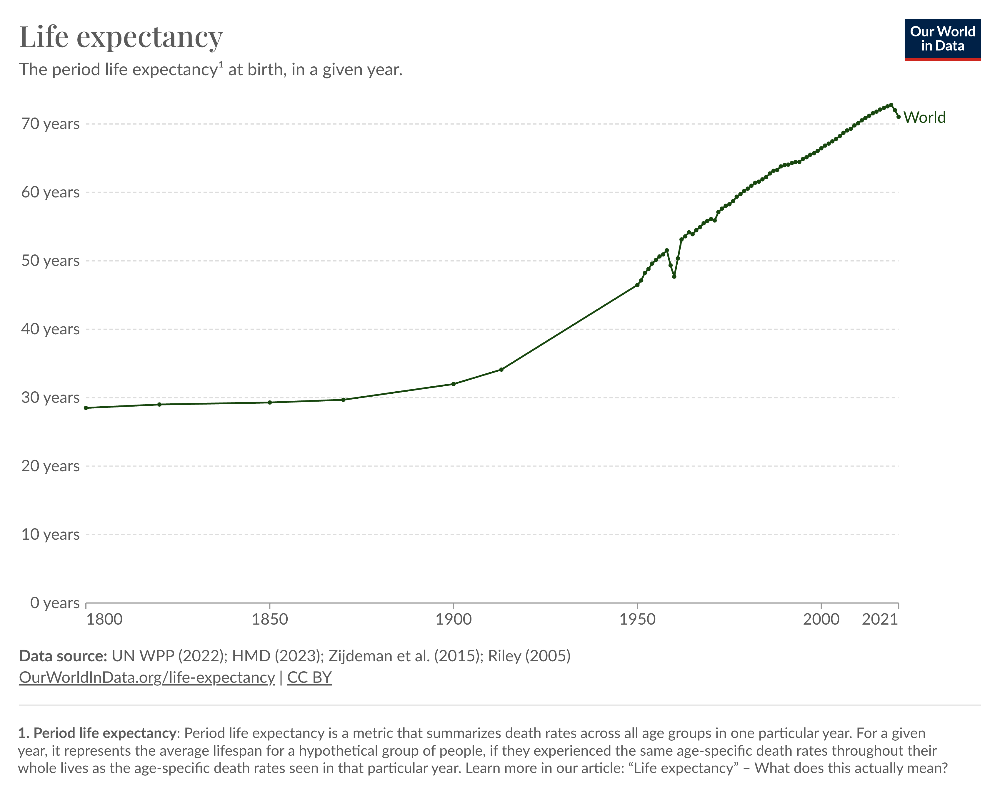 Life expectancy
Our World
in Data
The period life expectancy¹ at birth, in a given year.
70 years
World
60 years
50 years
40 years
30 years
20 years
10 years
0 years
1800
1850
1900
1950
2000
2021
Data source: UN WPP (2022); HMD (2023); Zijdeman et al. (2015); Riley (2005)
OurWorldInData.org/life-expectancy | CC BY
1. Period life expectancy: Period life expectancy is a metric that summarizes death rates across all age groups in one particular year. For a given
year, it represents the average lifespan for a hypothetical group of people, if they experienced the same age-specific death rates throughout their
whole lives as the age-specific death rates seen in that particular year. Learn more in our article: “Life expectancy” – What does this actually mean?